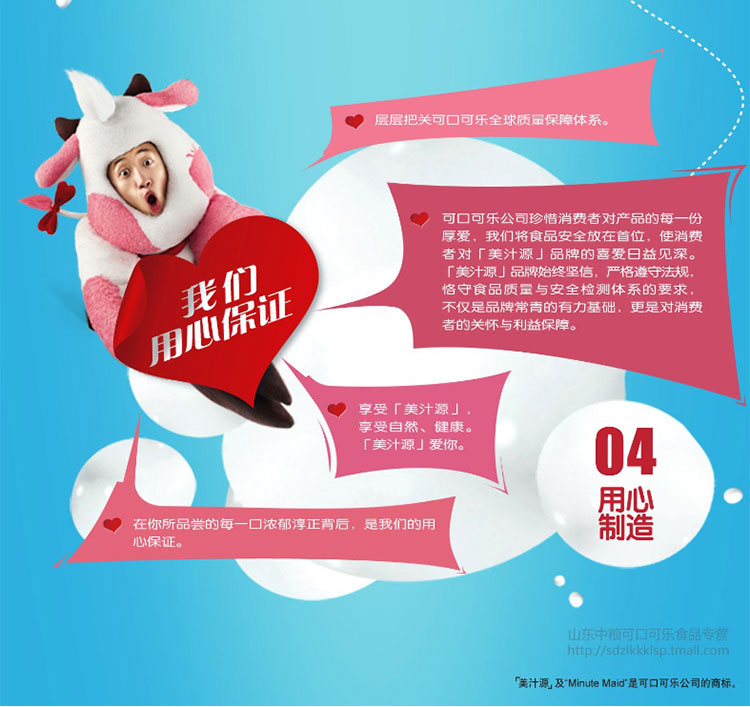 层层把关可口可乐全球质量保障体系。
可口可乐公司珍惜消费者对产品的每一份
厚爱，我们将食品安全放在首位，使消费
者对「美汁源」品牌的喜爱日益见深。
「美汁源」品牌始终坚信，严格遵守法规，
恪守食品质量与安全检测体系的要求，
不仅是品牌常青的有力基础，更是对消费
者的关怀与利益保障。
我们
用心保证
享受「美汁源」，
享受自然、健康。
「美汁源」爱你。
04
用心
制造
在你所品尝的每一口浓郁淳正背后，是我们的用
心保证。
山东中粮可口可乐食品专营
http://sdzlkkklsp.tmall.com
「美汁源」及“Minute Maid”是可口可乐公司的商标。